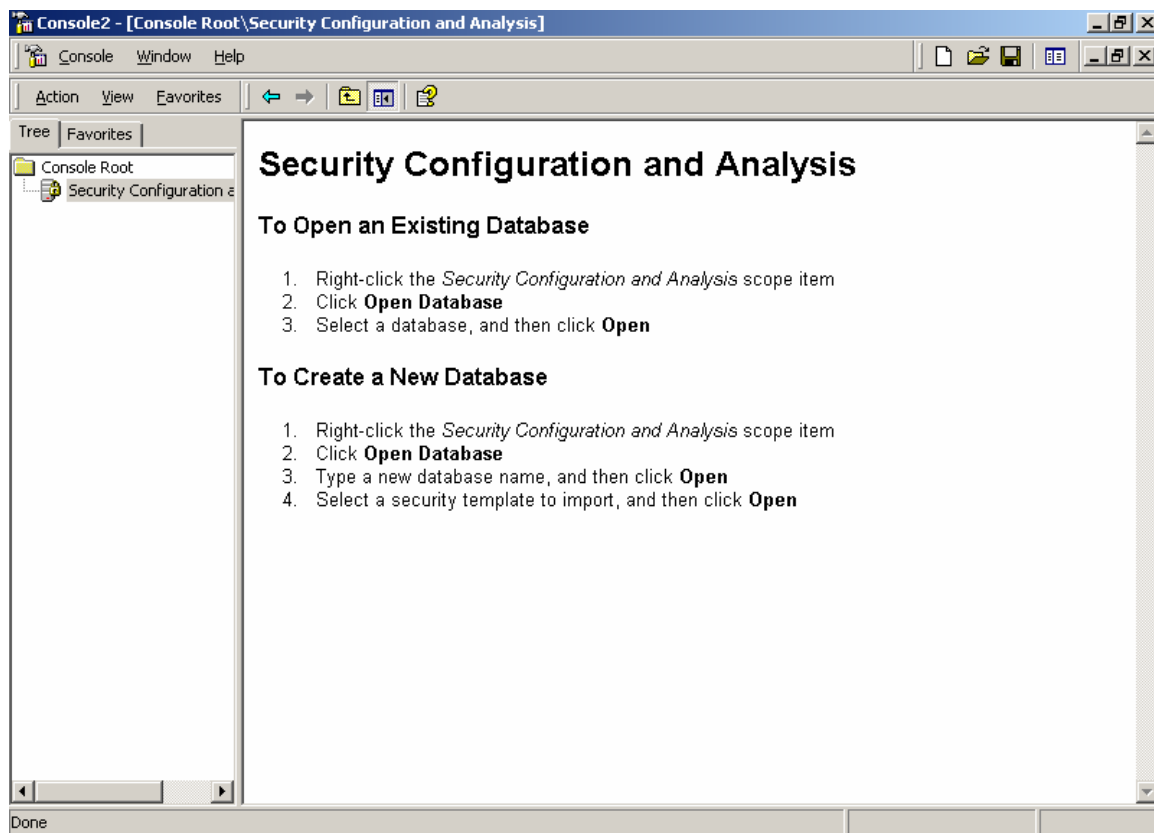 Console2 - [Console Root\Security Configuration and Analysis]
Console Window Help
Action View Favorites
Tree Favorites
Console Root
Security Configuration a
Security Configuration and Analysis
To Open an Existing Database
1. Right-click the Security Configuration and Analysis scope item
2. Click Open Database
3. Select a database, and then click Open
To Create a New Database
1. Right-click the Security Configuration and Analysis scope item
2. Click Open Database
3. Type a new database name, and then click Open
4. Select a security template to import, and then click Open
Done